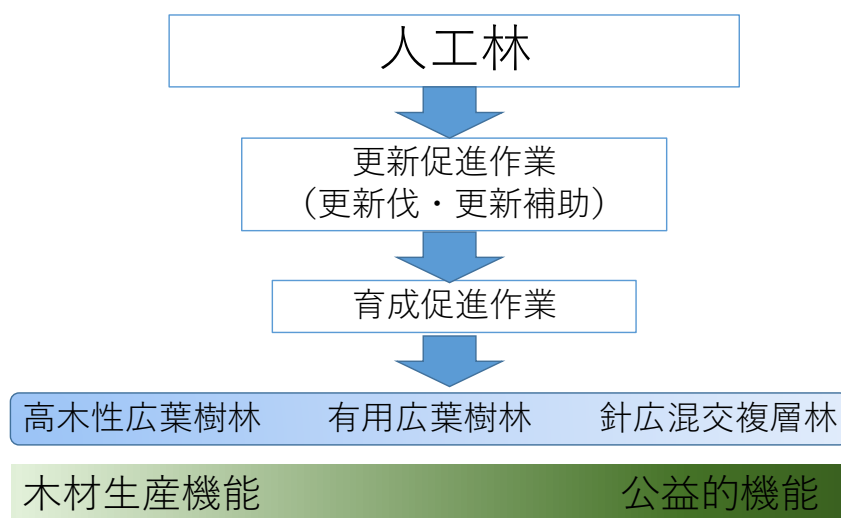 人工林
更新促進作業
（更新伐・更新補助）
育成促進作業
高木性広葉樹林 有用広葉樹林 針広混交複層林
木材生産機能 公益的機能